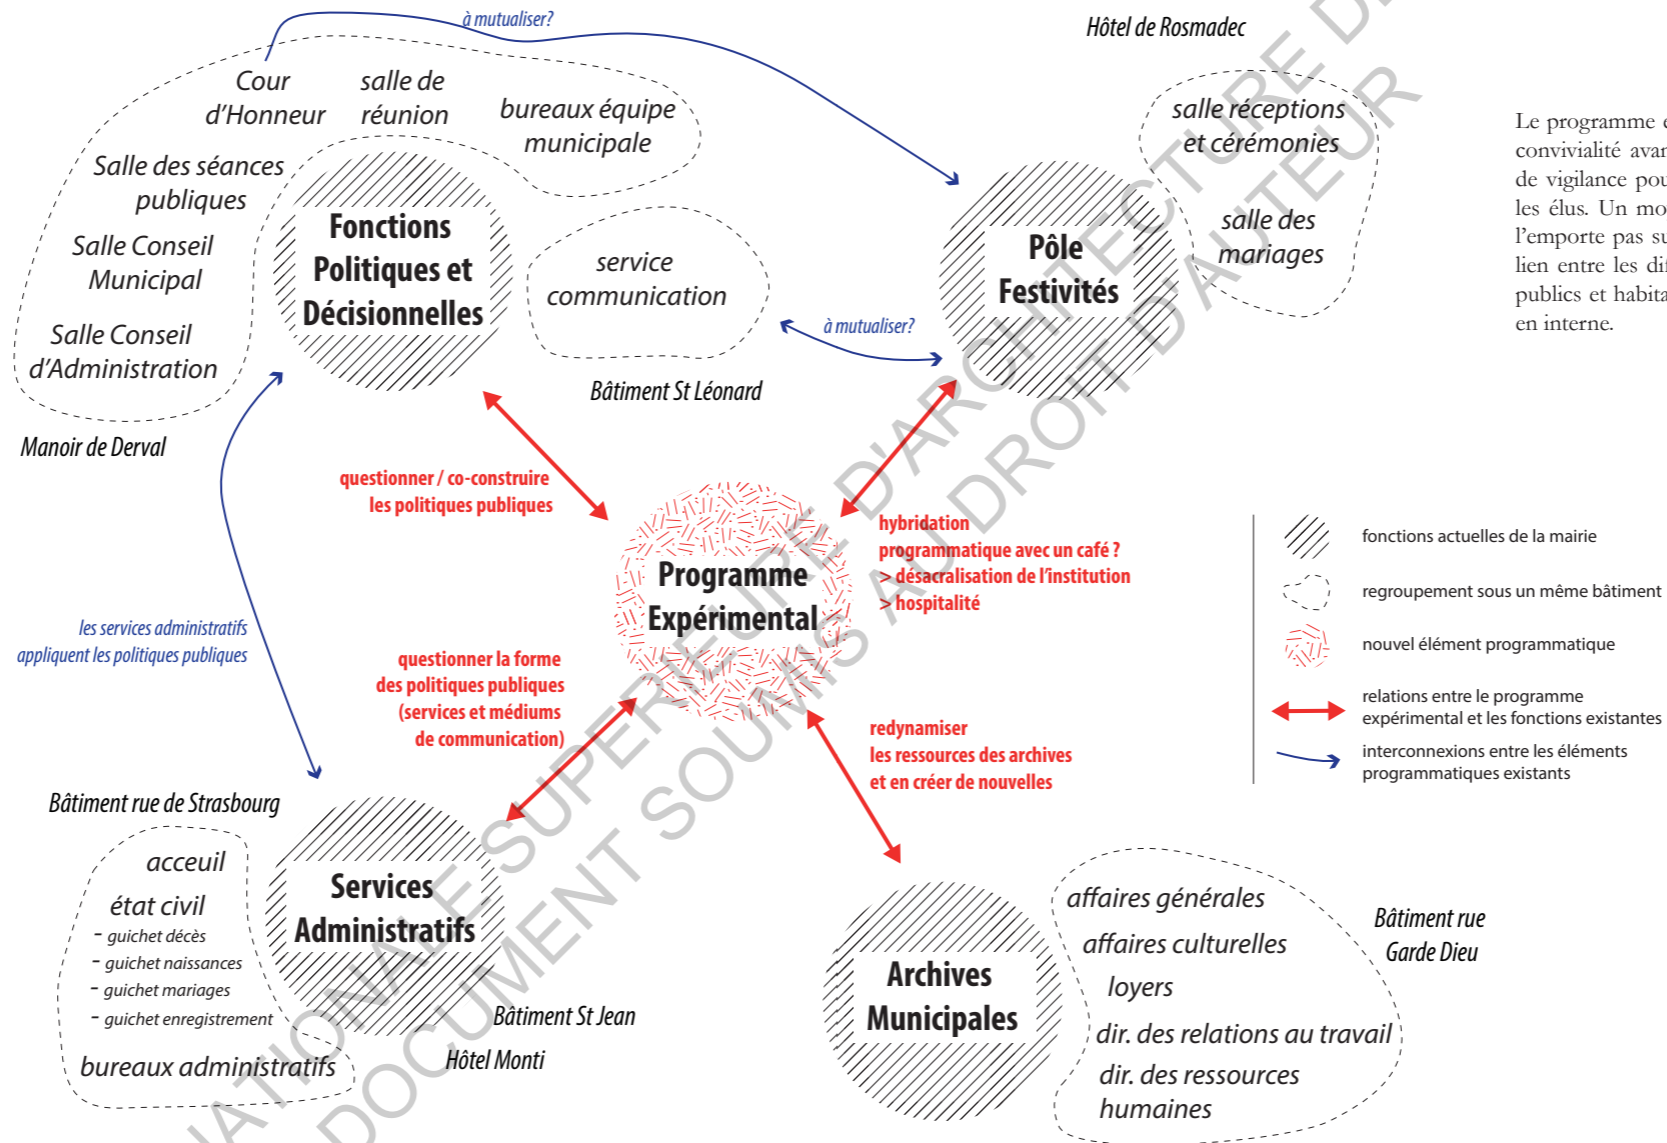 à mutualiser?
Hôtel de Rosmadec
Cour
d'Honneur
salle de
réunion
bureaux équipe
municipale
Salle des séances
publiques
Salle Conseil
Municipal
Salle Conseil
d'Administration
Manoir de Derval
Fonctions
Politiques et
Décisionnelles
service
communication
Bâtiment St Léonard
à mutualiser?
Pôle
Festivités
salle réceptions
et cérémonies
salle des
mariages
Le programme
convivialité
de vigilance
les élus. Un
l'emporte pas
lien entre les
publics et
en interne.
questionner / co-construire
les politiques publiques
Programme
Expérimental
hybridation
programmatique avec un café ?
> désacralisation de l'institution
> hospitalité
les services administratifs
appliquent les politiques publiques
questionner la forme
des politiques publiques
(services et médiums
de communication)
redynamiser
les ressources des archives
et en créer de nouvelles
fonctions actuelles de la mairie
regroupement sous un même bâtiment
nouvel élément programmatique
relations entre le programme
expérimental et les fonctions existantes
interconnexions entre les éléments
programmatiques existants
Bâtiment rue de Strasbourg
acceuil
état civil
- guichet décès
- guichet naissances
- guichet mariages
- guichet enregistrement
bureaux administratifs
Services
Administratifs
Bâtiment St Jean
Hôtel Monti
Archives
Municipales
affaires générales
affaires culturelles
loyers
dir. des relations au travail
dir. des ressources
humaines
Bâtiment rue
Garde Dieu
NATIONALE SUPERIEURE D'ARCHITECTURE DE
DOCUMENT SOUMIS AU DROIT D'AUTEUR